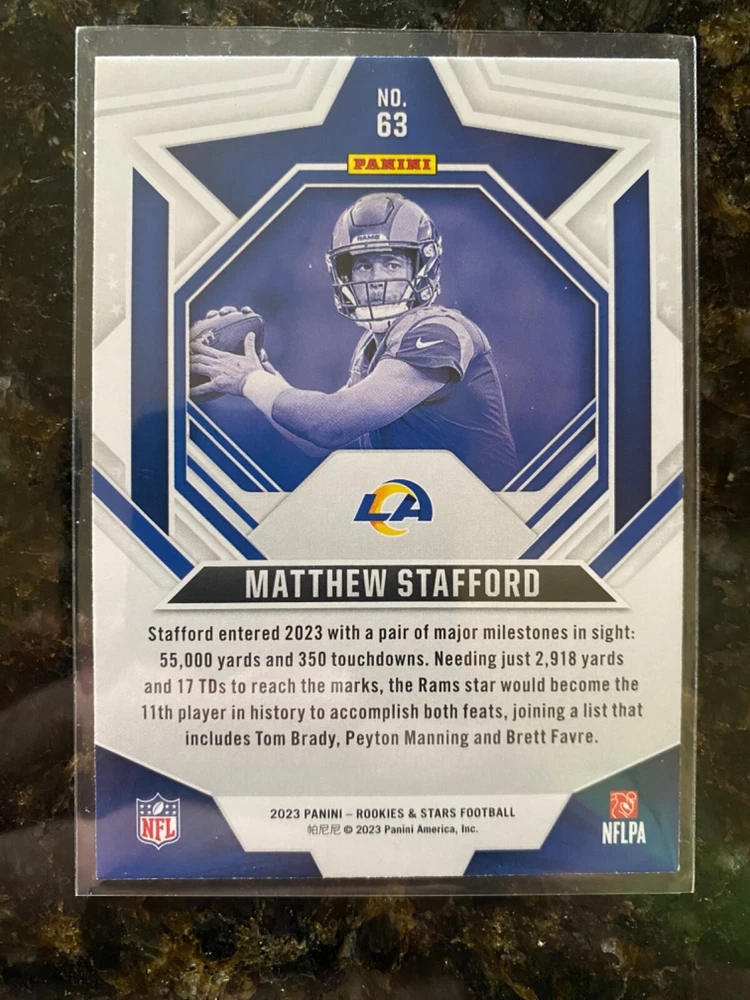 NO.
63
PANINI
RAMS
LA
MATTHEW STAFFORD
Stafford entered 2023 with a pair of major milestones in sight:
55,000 yards and 350 touchdowns. Needing just 2,918 yards
and 17 TDs to reach the marks, the Rams star would become the
11th player in history to accomplish both feats, joining a list that
includes Tom Brady, Peyton Manning and Brett Favre.
NFL
2023 PANINI – ROOKIES & STARS FOOTBALL
帕尼尼 © 2023 Panini America, Inc.
NFLPA